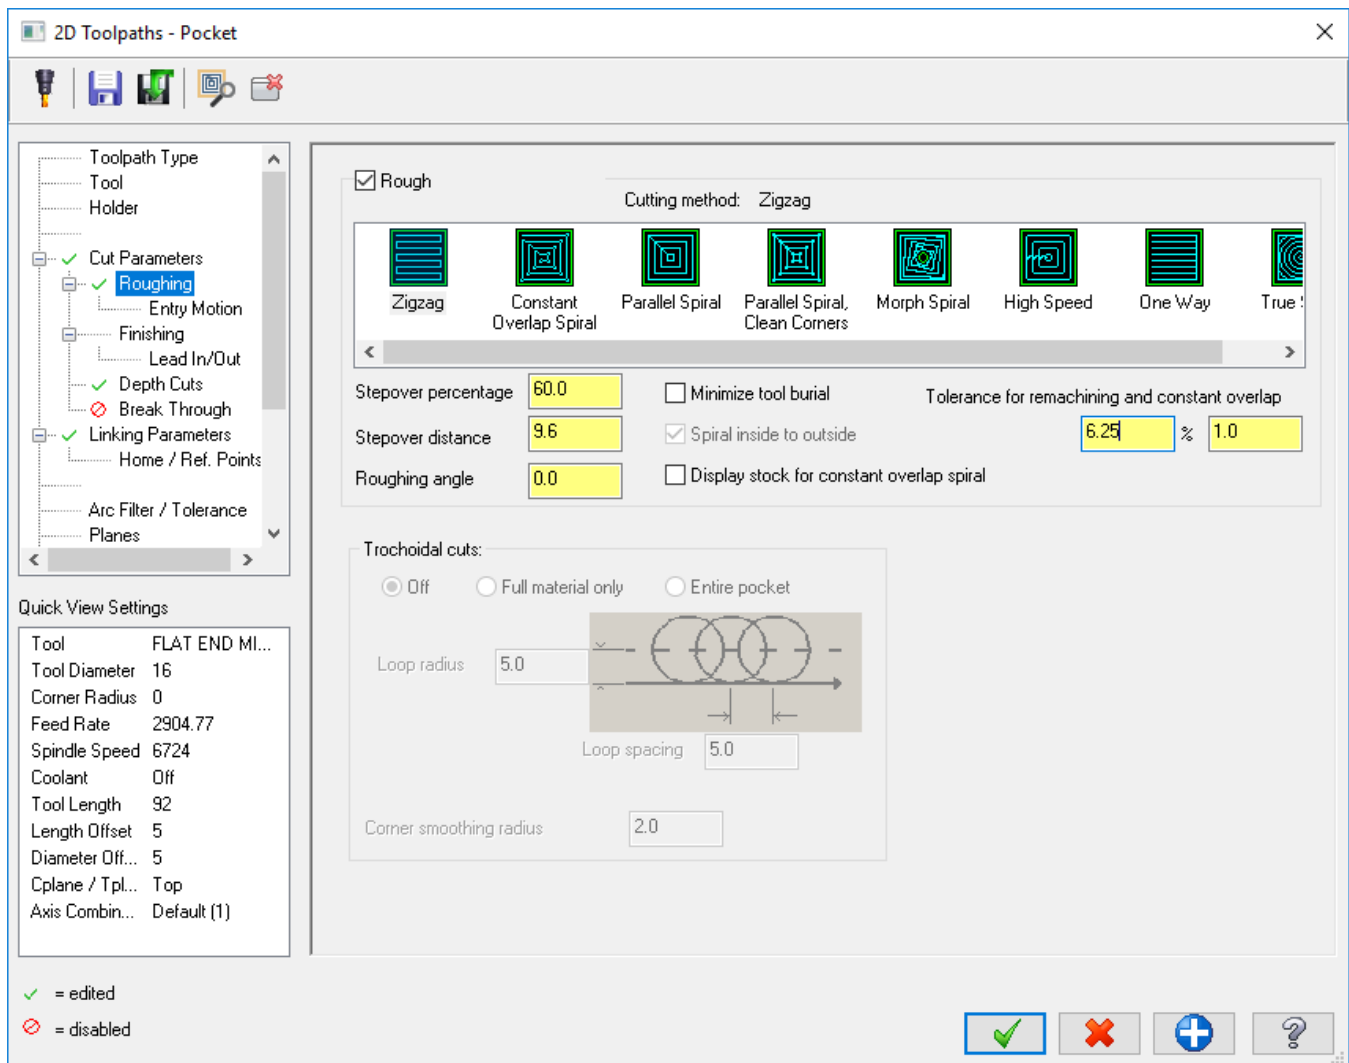 2D Toolpaths - Pocket
Toolpath Type
Tool
Holder
Cut Parameters
Roughing
Entry Motion
Finishing
Lead In/Out
Depth Cuts
Break Through
Linking Parameters
Home / Ref. Points
Arc Filter / Tolerance
Planes
Rough
Cutting method: Zigzag
Zigzag
Constant
Overlap Spiral
Parallel Spiral
Parallel Spiral,
Clean Corners
Morph Spiral
High Speed
One Way
True
Stepover percentage 60.0
Stepover distance 9.6
Roughing angle 0.0
Minimize tool burial
Spiral inside to outside
Display stock for constant overlap spiral
Tolerance for remachining and constant overlap
6.25 % 1.0
Trochoidal cuts:
Off Full material only Entire pocket
Loop radius 5.0
Loop spacing 5.0
Corner smoothing radius 2.0
Quick View Settings
Tool FLAT END MI...
Tool Diameter 16
Corner Radius 0
Feed Rate 2904.77
Spindle Speed 6724
Coolant Off
Tool Length 92
Length Offset 5
Diameter Off... 5
Cplane / Tpl... Top
Axis Combin... Default (1)
= edited
= disabled